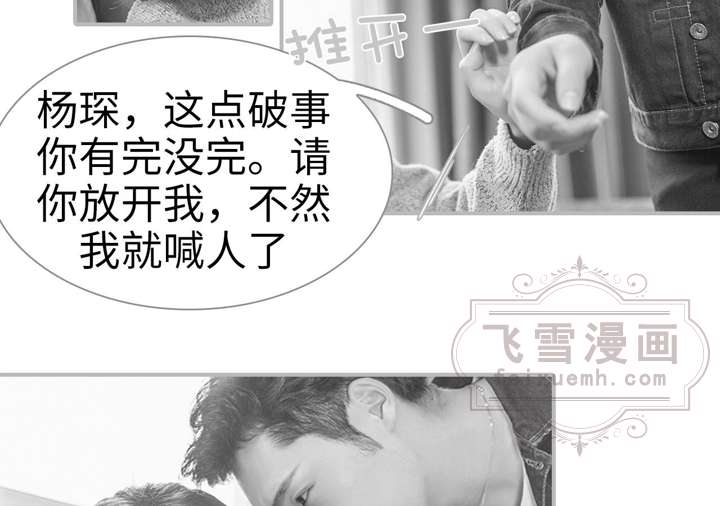 推开一
杨琛，这点破事
你有完没完。请
你放开我，不然
我就喊人了
飞雪漫画
feixuemh.com